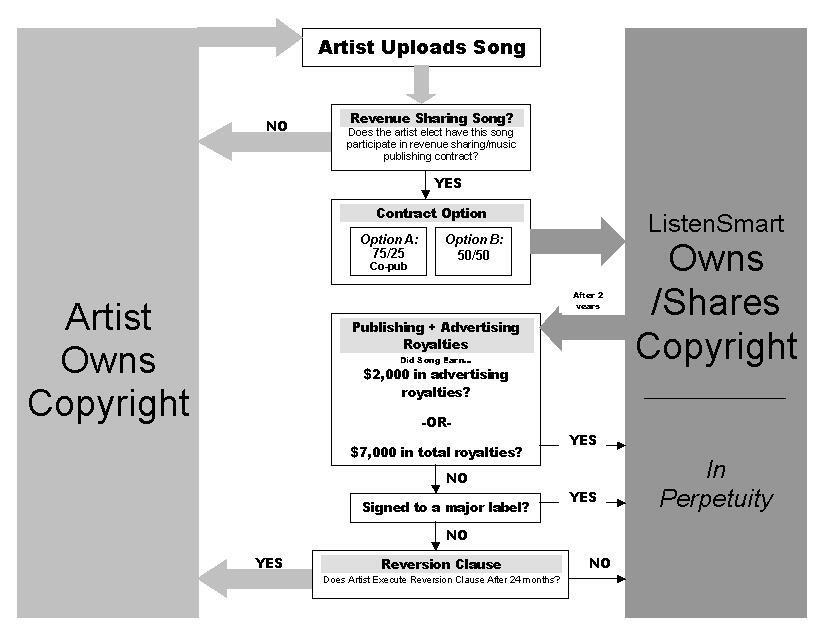 Artist Uploads Song
Revenue Sharing Song?
Does the artist elect have this song
participate in revenue sharing/music
publishing contract?
NO
YES
Contract Option
Option A:
75/25
Co-pub
Option B:
50/50
ListenSmart
Owns
/Shares
Copyright
In
Perpetuity
After 2
years
Artist
Owns
Copyright
Publishing + Advertising
Royalties
Did Song Earn...
$2,000 in advertising
royalties?
-OR-
$7,000 in total royalties?
YES
NO
Signed to a major label?
YES
NO
Reversion Clause
Does Artist Execute Reversion Clause After 24 months?
YES
NO